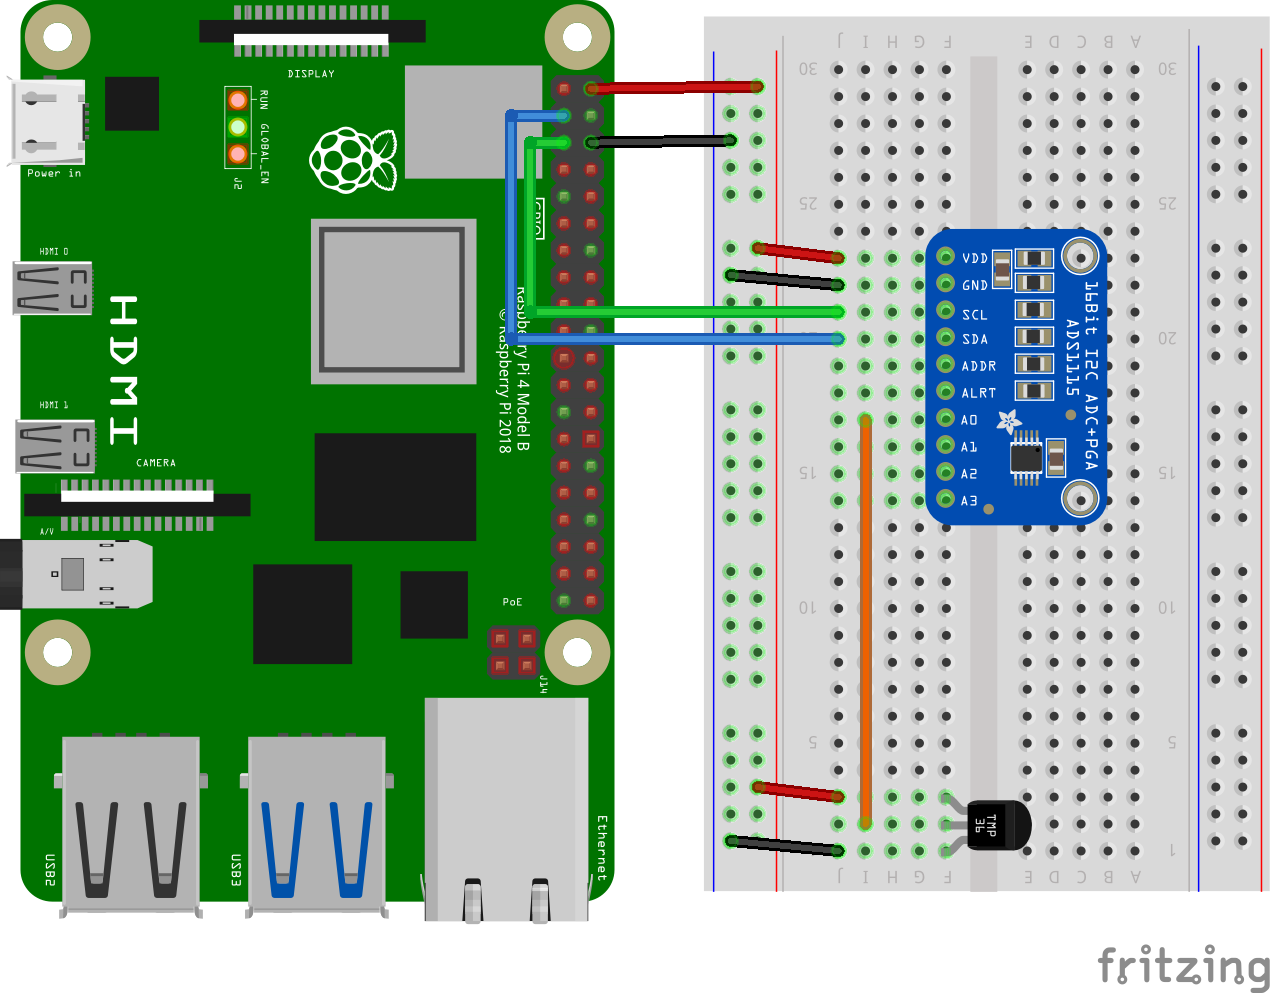 DISPLAY
RUN
GLOBAL_EN
J2
Power in
HDMI 0
HDMI
HDMI 1
CAMERA
A/V
GPIO
Raspberry Pi 4 Model B
© Raspberry Pi 2018
PoE
J14
USB2
USB3
Ethernet
J I H G F E D C B A
30 30
25 25
20
15 15
10 10
5 5
1
J I H G F E D C B A
VDD
GND
SCL
SDA
ADDR
ALRT
A0
A1
A2
A3
16Bit I2C ADC+PGA
ADS1115
TMP
36
fritzing